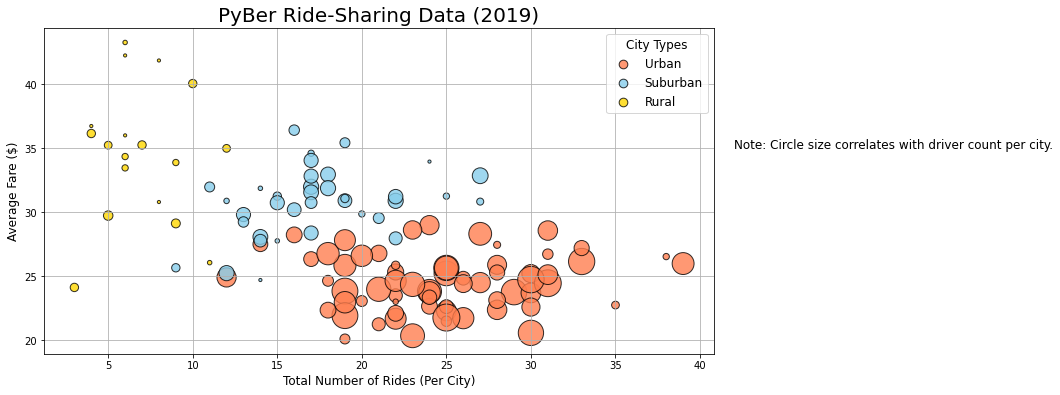 PyBer Ride-Sharing Data (2019)
City Types
Urban
Suburban
Rural
40
35
30
25
20
Average Fare ($)
5 10 15 20 25 30 35 40
Total Number of Rides (Per City)
Note: Circle size correlates with driver count per city.